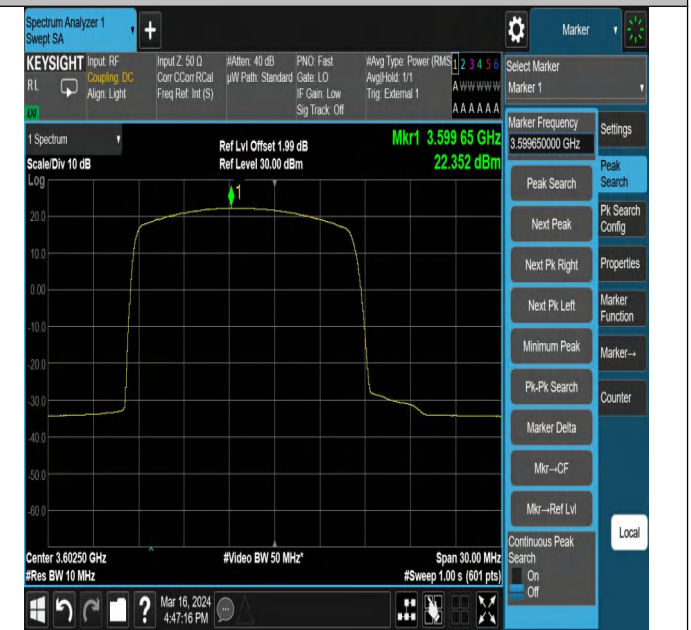 Spectrum Analyzer 1
Swept SA
+
Marker
KEYSIGHT
RL
Input: RF
Coupling: DC
Align: Light
Input Z: 50 Ω
Corr CCorr RCal
Freq Ref: Int (S)
#Atten: 40 dB
µW Path: Standard
PNO: Fast
Gate: LO
IF Gain: Low
Sig Track: Off
#Avg Type: Power (RMS
Avg|Hold: 1/1
Trig: External 1
1 2 3 4 5 6
A W W W W W
A A A A A A
Select Marker
Marker 1
1 Spectrum
Scale/Div 10 dB
Log
Ref Lvl Offset 1.99 dB
Ref Level 30.00 dBm
Mkr1 3.599 65 GHz
22.352 dBm
1
20.0
10.0
0.00
-10.0
-20.0
-30.0
-40.0
-50.0
-60.0
Center 3.60250 GHz
#Res BW 10 MHz
#Video BW 50 MHz*
Span 30.00 MHz
#Sweep 1.00 s (601 pts)
Marker Frequency
3.599650000 GHz
Peak Search
Next Peak
Next Pk Right
Next Pk Left
Minimum Peak
Pk-Pk Search
Marker Delta
Mkr→CF
Mkr→Ref Lvl
Continuous Peak
Search
On
Off
Settings
Peak
Search
Pk Search
Config
Properties
Marker
Function
Marker→
Counter
Local
?
Mar 16, 2024
4:47:16 PM